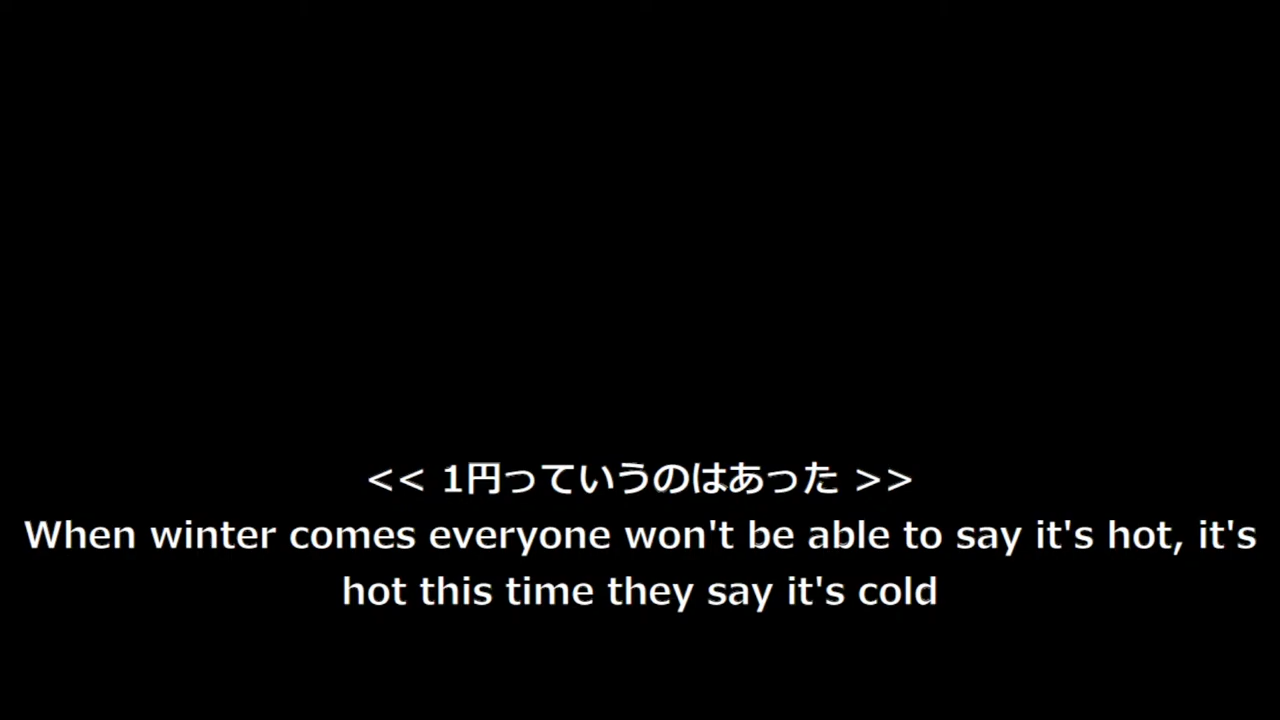 << 1円っていうのはあった >>
When winter comes everyone won't be able to say it's hot, it's
hot this time they say it's cold